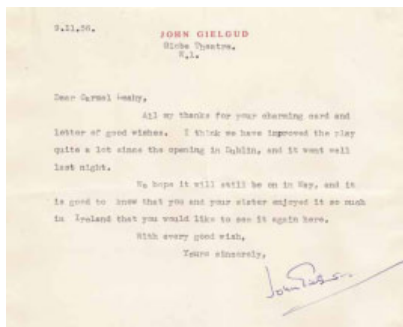 9.11.56.
JOHN GIELGUD
Globe Theatre.
W.1.
Dear Carmel Leahy,
All my thanks for your charming card and
letter of good wishes. I think we have improved the play
quite a lot since the opening in Dublin, and it went well
last night.
We hope it will still be on in May, and it
is good to know that you and your sister enjoyed it so much
in Ireland that you would like to see it again here.
With every good wish,
Yours sincerely,
John Gielgud